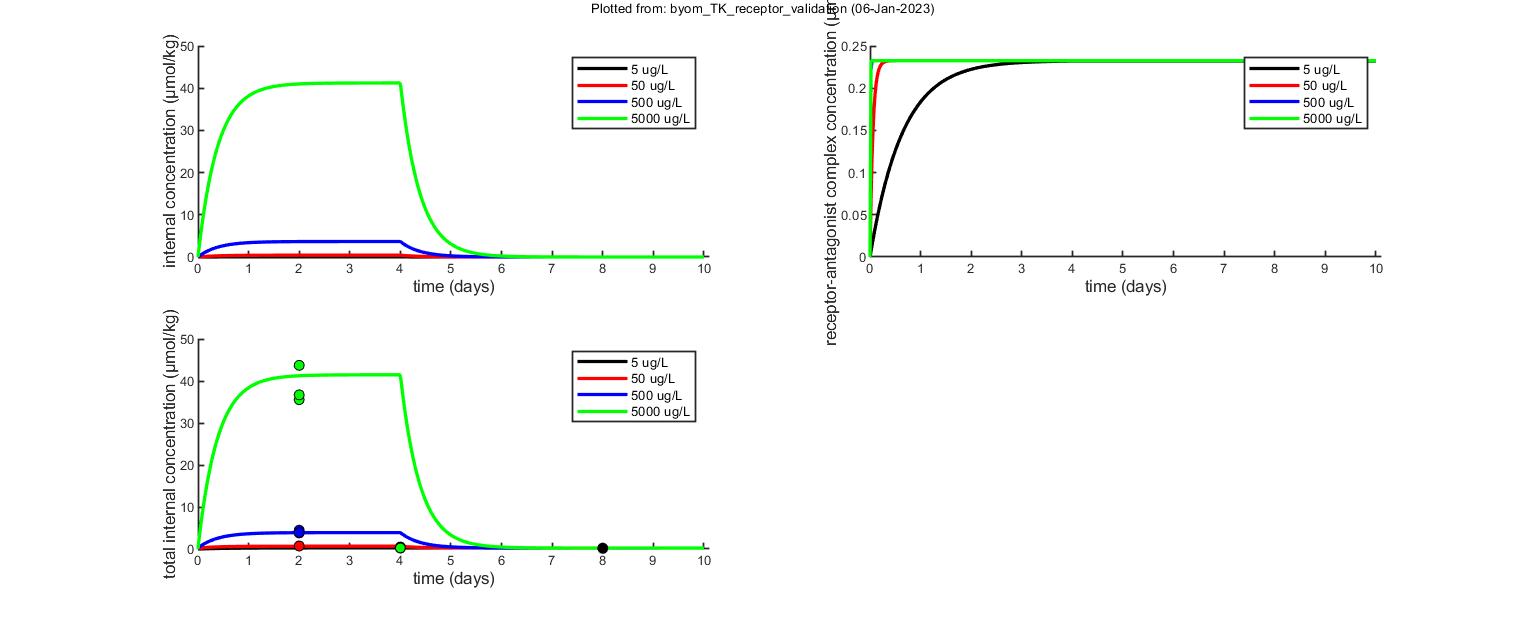 Plotted from: byom_TK_receptor_validation (06-Jan-2023)
internal concentration (µmol/kg)
50
40
30
20
10
0
0 1 2 3 4 5 6 7 8 9 10
time (days)
5 ug/L
50 ug/L
500 ug/L
5000 ug/L
receptor-antagonist complex concentration
0.25
0.2
0.15
0.1
0.05
0
0 1 2 3 4 5 6 7 8 9 10
time (days)
5 ug/L
50 ug/L
500 ug/L
5000 ug/L
total internal concentration (µmol/kg)
50
40
30
20
10
0
0 1 2 3 4 5 6 7 8 9 10
time (days)
5 ug/L
50 ug/L
500 ug/L
5000 ug/L